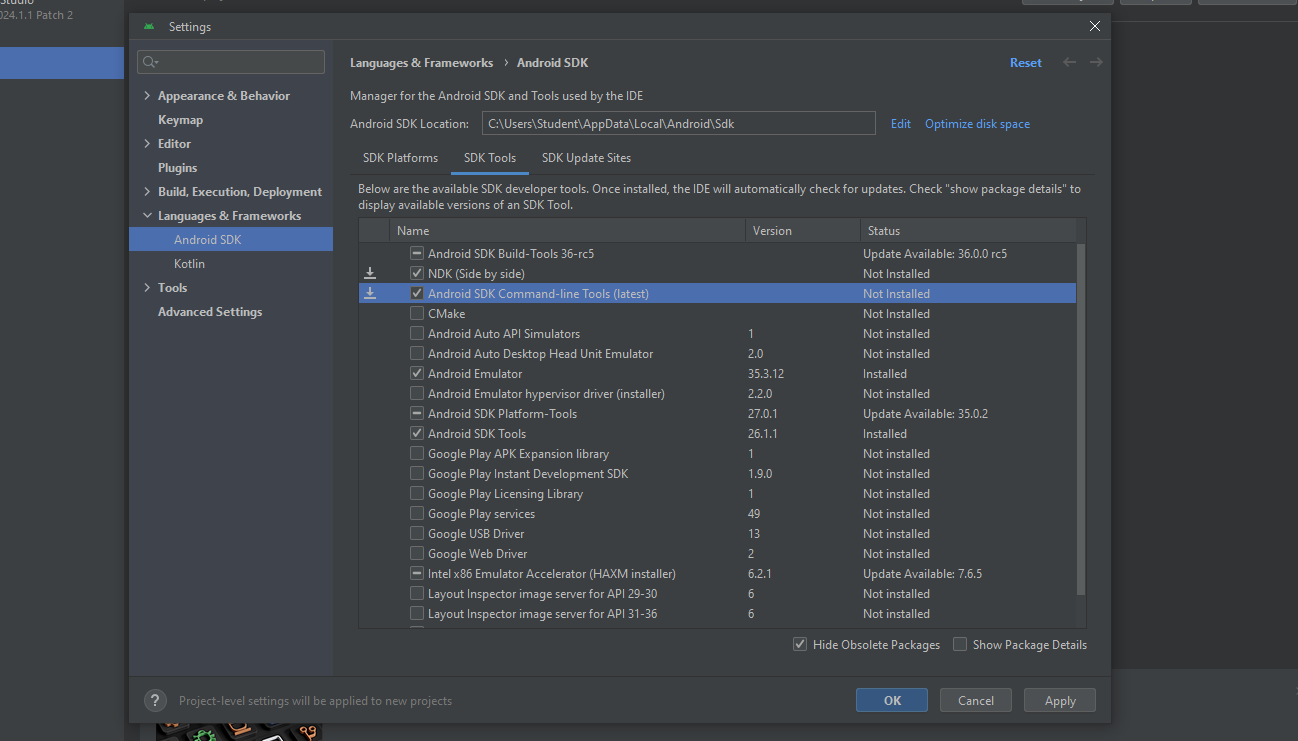 Studio
024.1.1 Patch 2
Settings
Appearance & Behavior
Keymap
Editor
Plugins
Build, Execution, Deployment
Languages & Frameworks
Android SDK
Kotlin
Tools
Advanced Settings
Languages & Frameworks › Android SDK
Reset
Manager for the Android SDK and Tools used by the IDE
Android SDK Location: C:\Users\Student\AppData\Local\Android\Sdk Edit Optimize disk space
SDK Platforms SDK Tools SDK Update Sites
Below are the available SDK developer tools. Once installed, the IDE will automatically check for updates. Check "show package details" to
display available versions of an SDK Tool.
Name Version Status
Android SDK Build-Tools 36-rc5 Update Available: 36.0.0 rc5
NDK (Side by side) Not Installed
Android SDK Command-line Tools (latest) Not Installed
CMake Not Installed
Android Auto API Simulators 1 Not installed
Android Auto Desktop Head Unit Emulator 2.0 Not installed
Android Emulator 35.3.12 Installed
Android Emulator hypervisor driver (installer) 2.2.0 Not installed
Android SDK Platform-Tools 27.0.1 Update Available: 35.0.2
Android SDK Tools 26.1.1 Installed
Google Play APK Expansion library 1 Not installed
Google Play Instant Development SDK 1.9.0 Not installed
Google Play Licensing Library 1 Not installed
Google Play services 49 Not installed
Google USB Driver 13 Not installed
Google Web Driver 2 Not installed
Intel x86 Emulator Accelerator (HAXM installer) 6.2.1 Update Available: 7.6.5
Layout Inspector image server for API 29-30 6 Not installed
Layout Inspector image server for API 31-36 6 Not installed
Hide Obsolete Packages Show Package Details
? Project-level settings will be applied to new projects
OK Cancel Apply